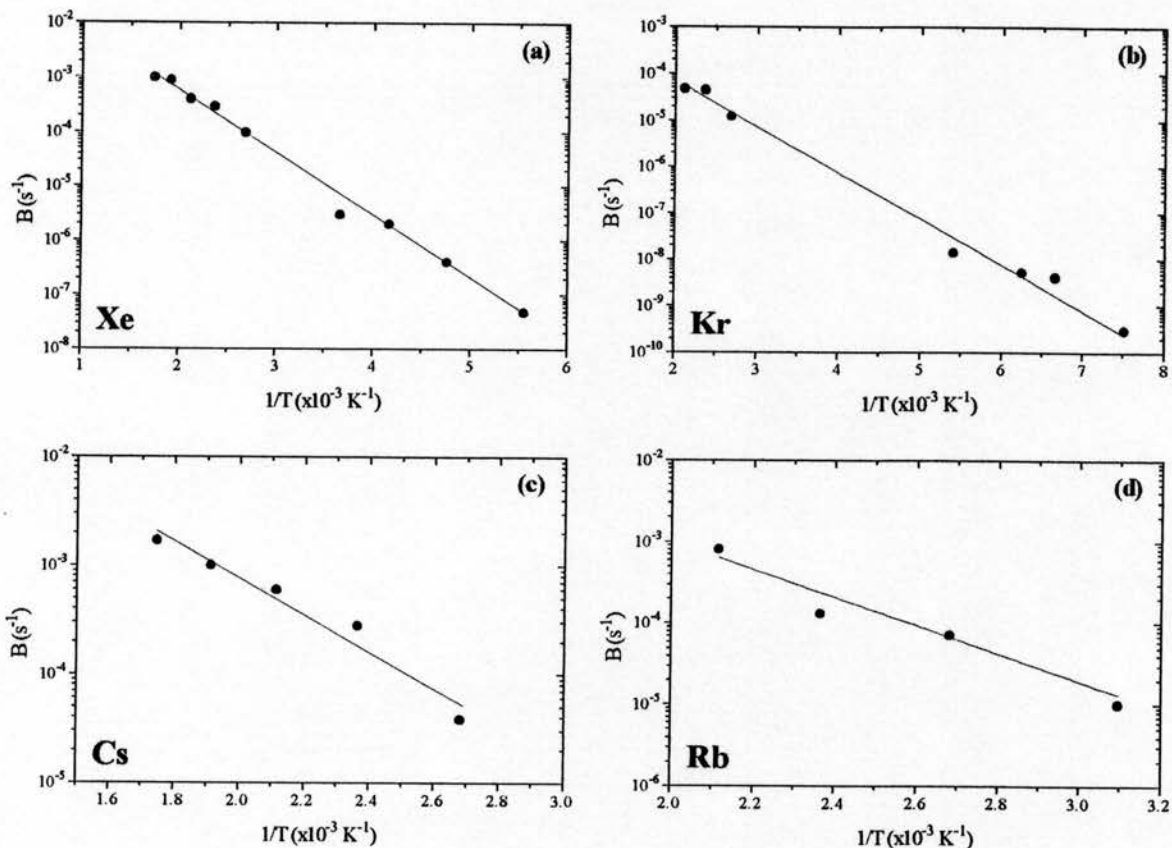 (a)
10⁻²
10⁻³
10⁻⁴
10⁻⁵
10⁻⁶
10⁻⁷
10⁻⁸
B(s⁻¹)
Xe
1 2 3 4 5 6
1/T(x10⁻³ K⁻¹)
(b)
10⁻³
10⁻⁴
10⁻⁵
10⁻⁶
10⁻⁷
10⁻⁸
10⁻⁹
10⁻¹⁰
B(s⁻¹)
Kr
2 3 4 5 6 7 8
1/T(x10⁻³ K⁻¹)
(c)
10⁻²
10⁻³
10⁻⁴
10⁻⁵
B(s⁻¹)
Cs
1.6 1.8 2.0 2.2 2.4 2.6 2.8 3.0
1/T(x10⁻³ K⁻¹)
(d)
10⁻²
10⁻³
10⁻⁴
10⁻⁵
10⁻⁶
B(s⁻¹)
Rb
2.0 2.2 2.4 2.6 2.8 3.0 3.2
1/T(x10⁻³ K⁻¹)